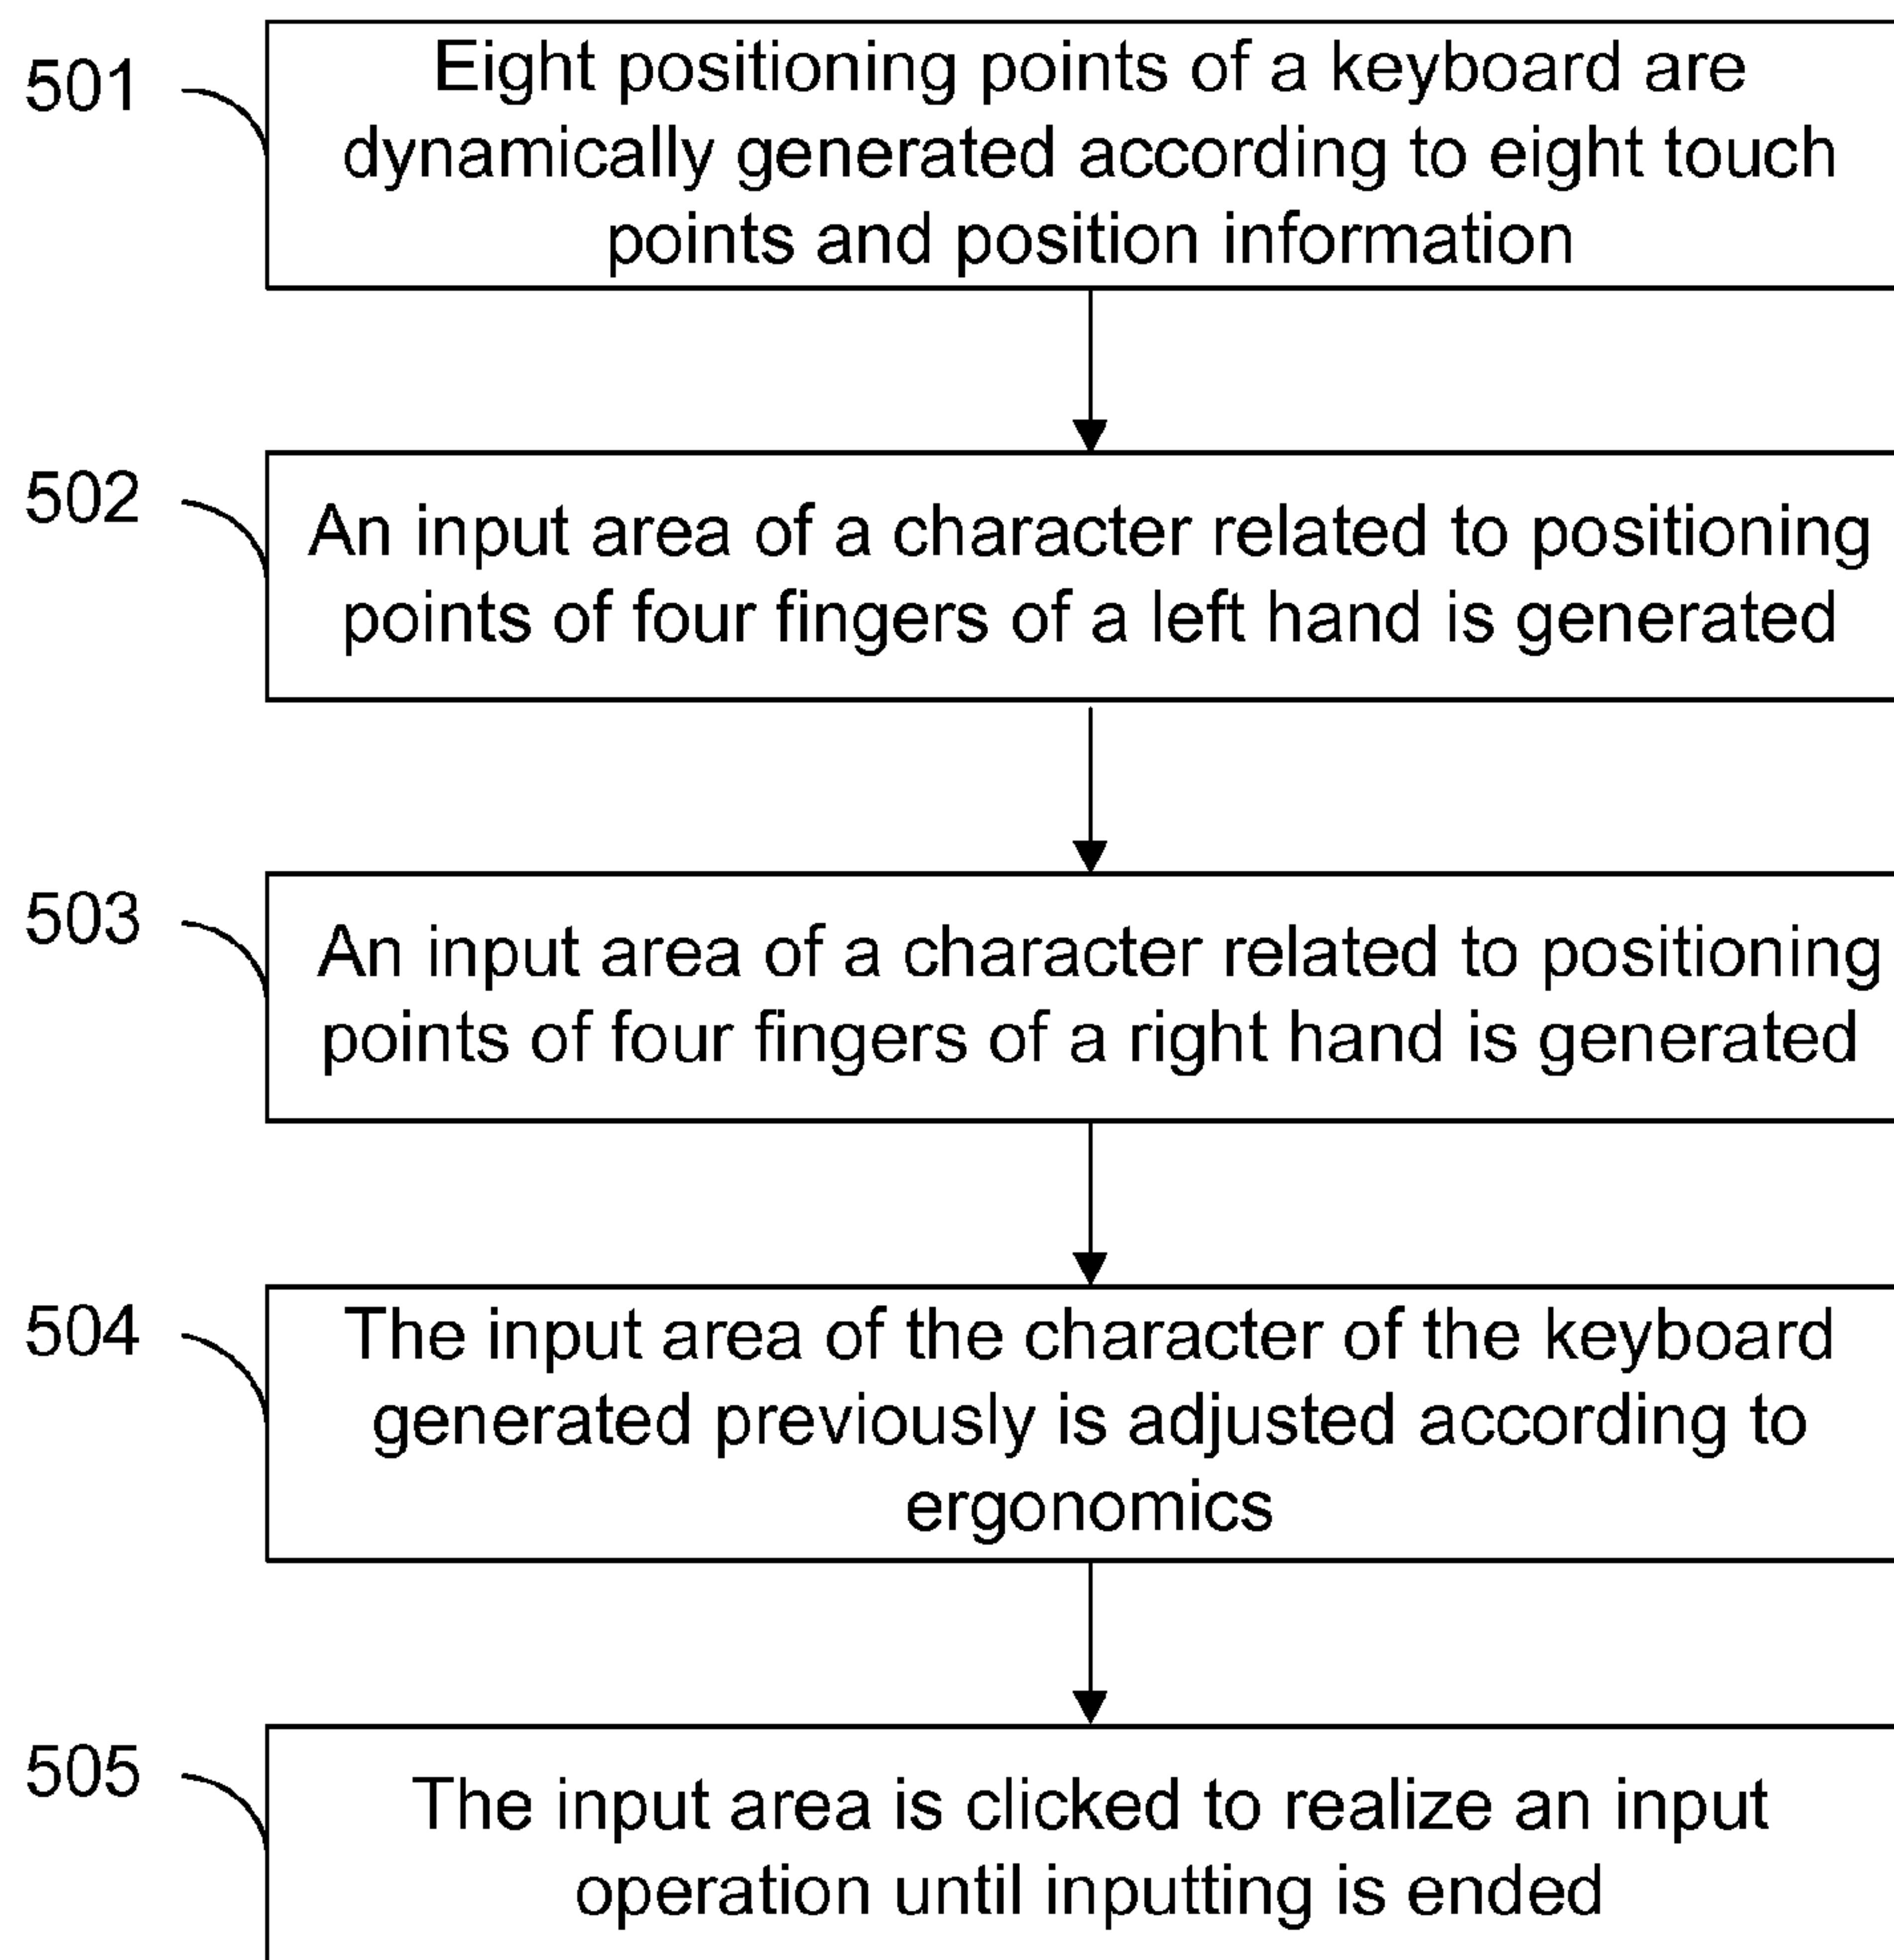 501
Eight positioning points of a keyboard are
dynamically generated according to eight touch
points and position information
502
An input area of a character related to positioning
points of four fingers of a left hand is generated
503
An input area of a character related to positioning
points of four fingers of a right hand is generated
504
The input area of the character of the keyboard
generated previously is adjusted according to
ergonomics
505
The input area is clicked to realize an input
operation until inputting is ended